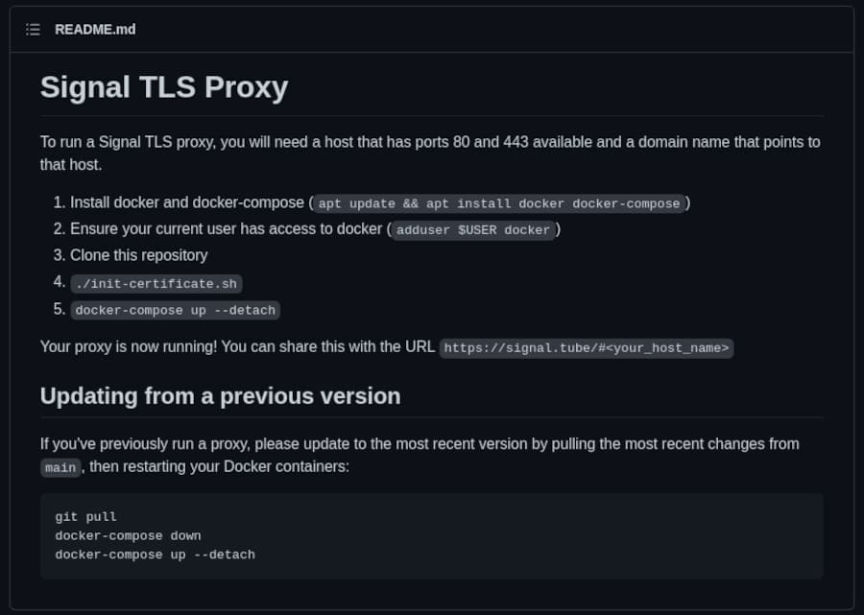 README.md
Signal TLS Proxy
To run a Signal TLS proxy, you will need a host that has ports 80 and 443 available and a domain name that points to
that host.
1. Install docker and docker-compose ( apt update && apt install docker docker-compose )
2. Ensure your current user has access to docker ( adduser $USER docker )
3. Clone this repository
4. ./init-certificate.sh
5. docker-compose up --detach
Your proxy is now running! You can share this with the URL https://signal.tube/#<your_host_name>
Updating from a previous version
If you've previously run a proxy, please update to the most recent version by pulling the most recent changes from
main , then restarting your Docker containers:
git pull
docker-compose down
docker-compose up --detach